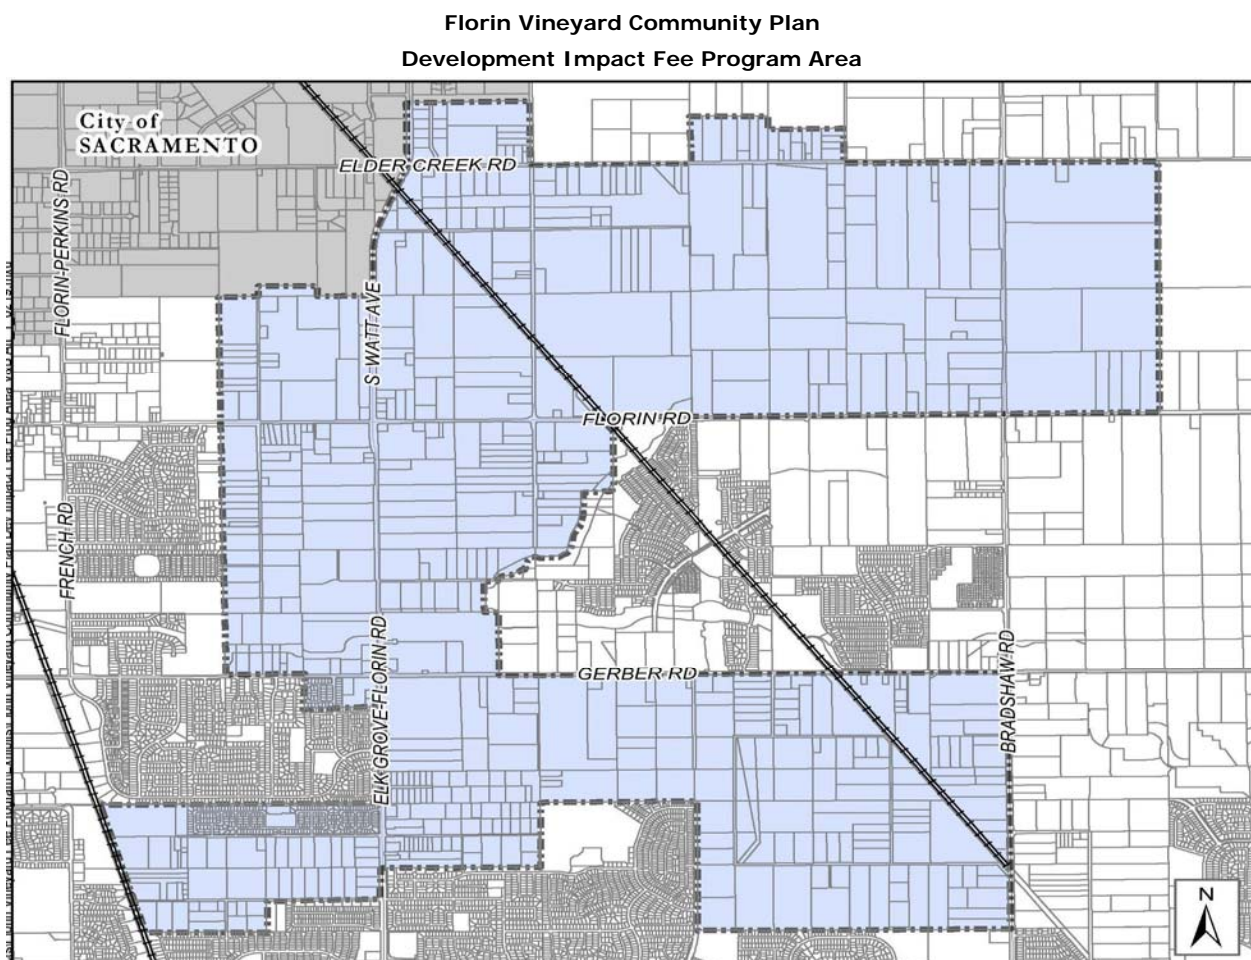 Florin Vineyard Community Plan
Development Impact Fee Program Area
City of
SACRAMENTO
ELDER CREEK RD
FLORIN-PERKINS RD
S WATT AVE
FLORIN RD
FRENCH RD
GERBER RD
ELK GROVE-FLORIN RD
BRADSHAW RD
N